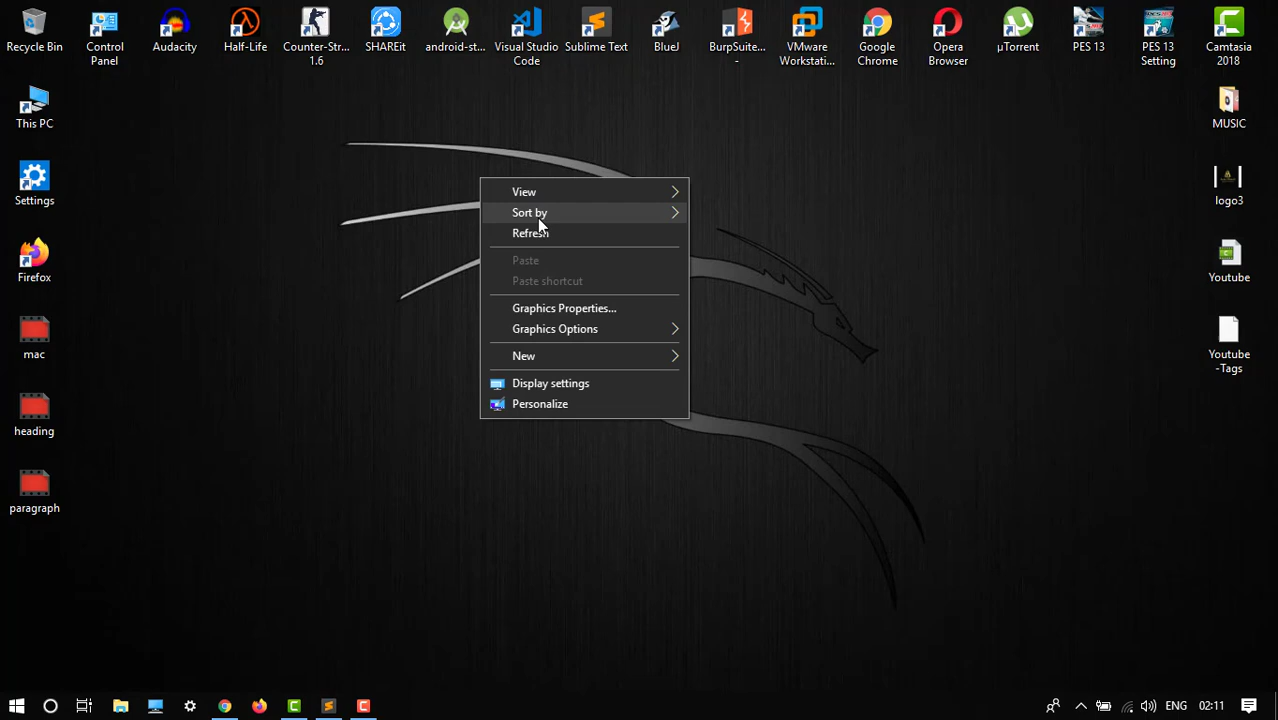 Recycle Bin
Control
Panel
Audacity
Half-Life
Counter-Str...
1.6
SHAREit
android-st...
Visual Studio
Code
Sublime Text
BlueJ
BurpSuite...
-
VMware
Workstati...
Google
Chrome
Opera
Browser
µTorrent
PES 13
PES 13
Setting
Camtasia
2018
This PC
MUSIC
Settings
logo3
Firefox
Youtube
mac
Youtube
-Tags
heading
paragraph
View
Sort by
Refresh
Paste
Paste shortcut
Graphics Properties...
Graphics Options
New
Display settings
Personalize
ENG
02:11